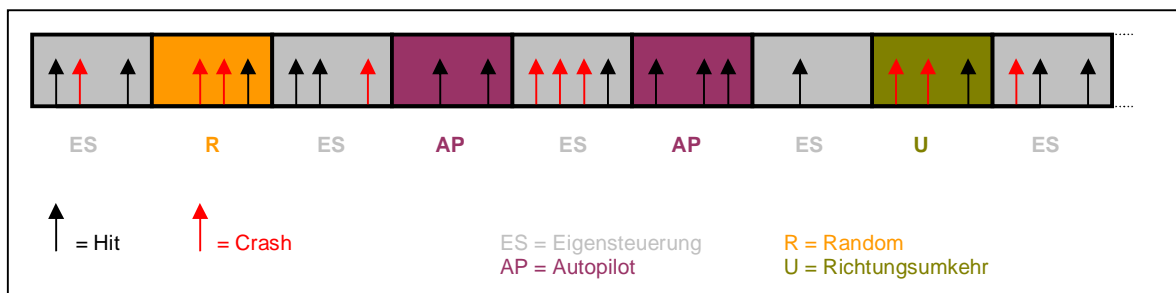 ES R ES AP ES AP ES U ES
= Hit = Crash
ES = Eigensteuerung R = Random
AP = Autopilot U = Richtungsumkehr